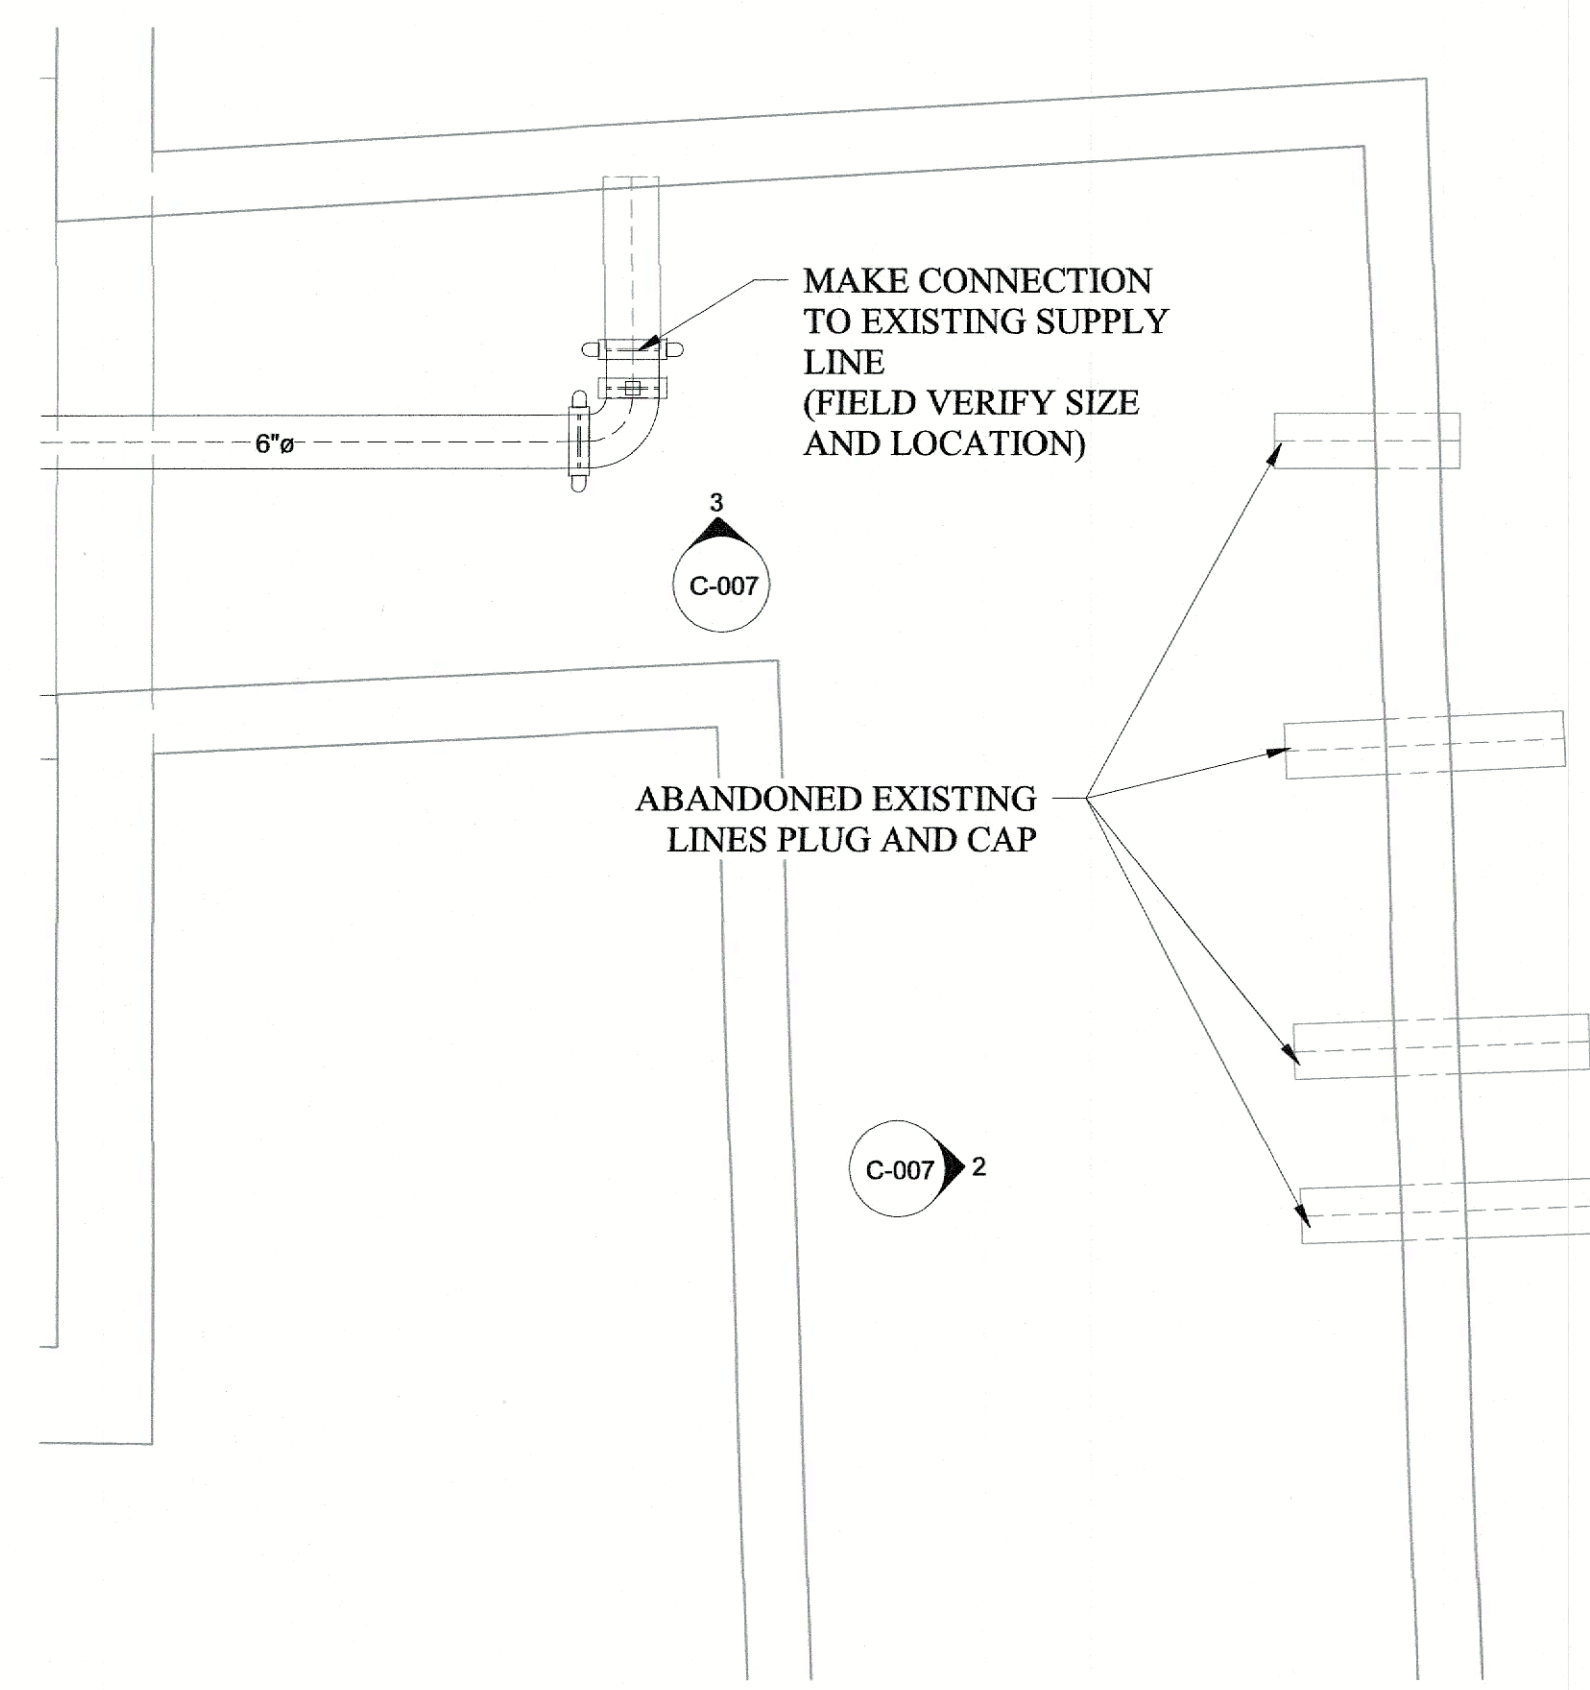 MAKE CONNECTION
TO EXISTING SUPPLY
LINE
(FIELD VERIFY SIZE
AND LOCATION)
6"ø
3
C-007
ABANDONED EXISTING
LINES PLUG AND CAP
C-007 2